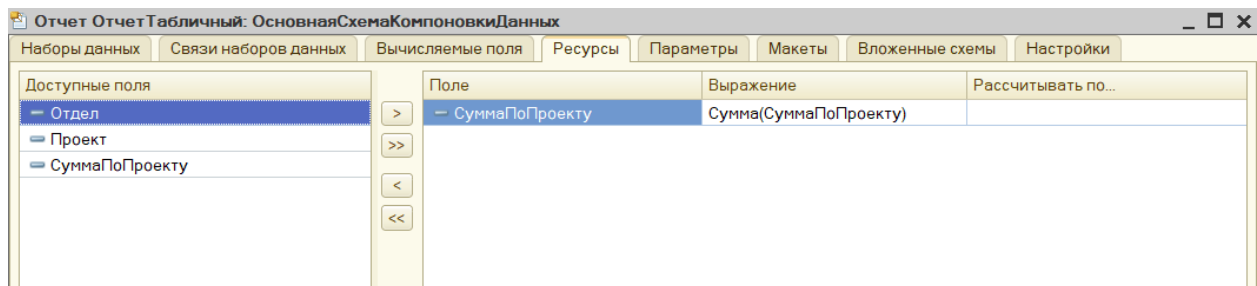 Отчет ОтчетТабличный: ОсновнаяСхемаКомпоновкиДанных
Наборы данных Связи наборов данных Вычисляемые поля Ресурсы Параметры Макеты Вложенные схемы Настройки
Доступные поля Поле Выражение Рассчитывать по...
Отдел > СуммаПоПроекту Сумма(СуммаПоПроекту)
Проект >>
СуммаПоПроекту
<
<<